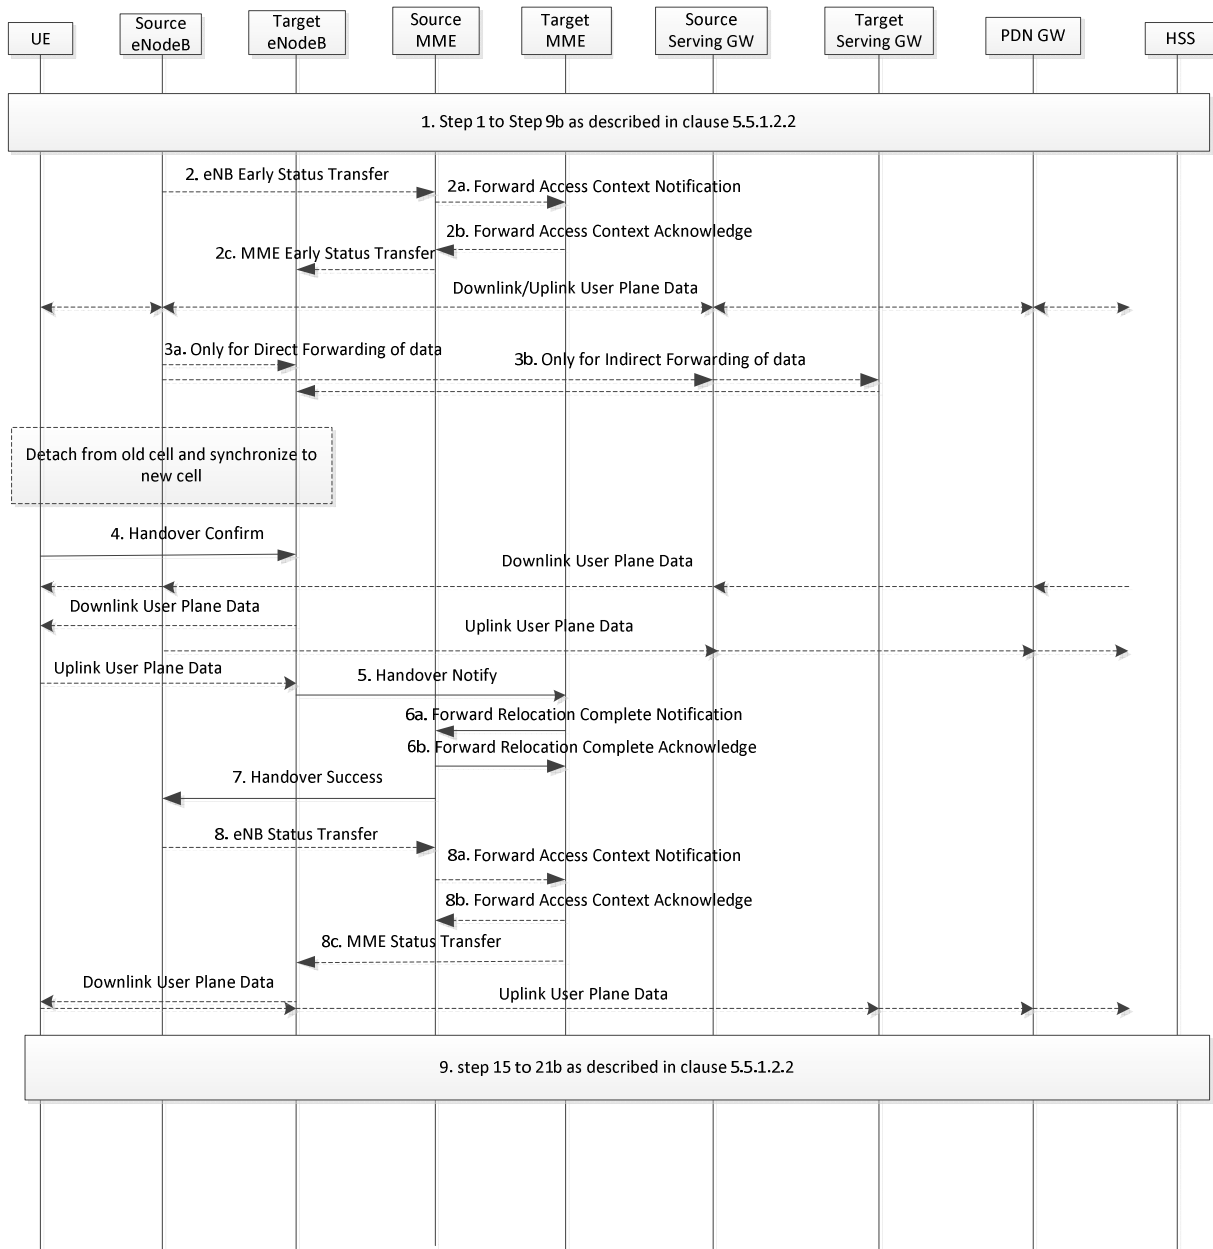 UE
Source
eNodeB
Target
eNodeB
Source
MME
Target
MME
Source
Serving GW
Target
Serving GW
PDN GW
HSS
1. Step 1 to Step 9b as described in clause 5.5.1.2.2
2. eNB Early Status Transfer
2a. Forward Access Context Notification
2b. Forward Access Context Acknowledge
2c. MME Early Status Transfer
Downlink/Uplink User Plane Data
3a. Only for Direct Forwarding of data
3b. Only for Indirect Forwarding of data
Detach from old cell and synchronize to
new cell
4. Handover Confirm
Downlink User Plane Data
Downlink User Plane Data
Uplink User Plane Data
Uplink User Plane Data
5. Handover Notify
6a. Forward Relocation Complete Notification
6b. Forward Relocation Complete Acknowledge
7. Handover Success
8. eNB Status Transfer
8a. Forward Access Context Notification
8b. Forward Access Context Acknowledge
8c. MME Status Transfer
Downlink User Plane Data
Uplink User Plane Data
9. step 15 to 21b as described in clause 5.5.1.2.2